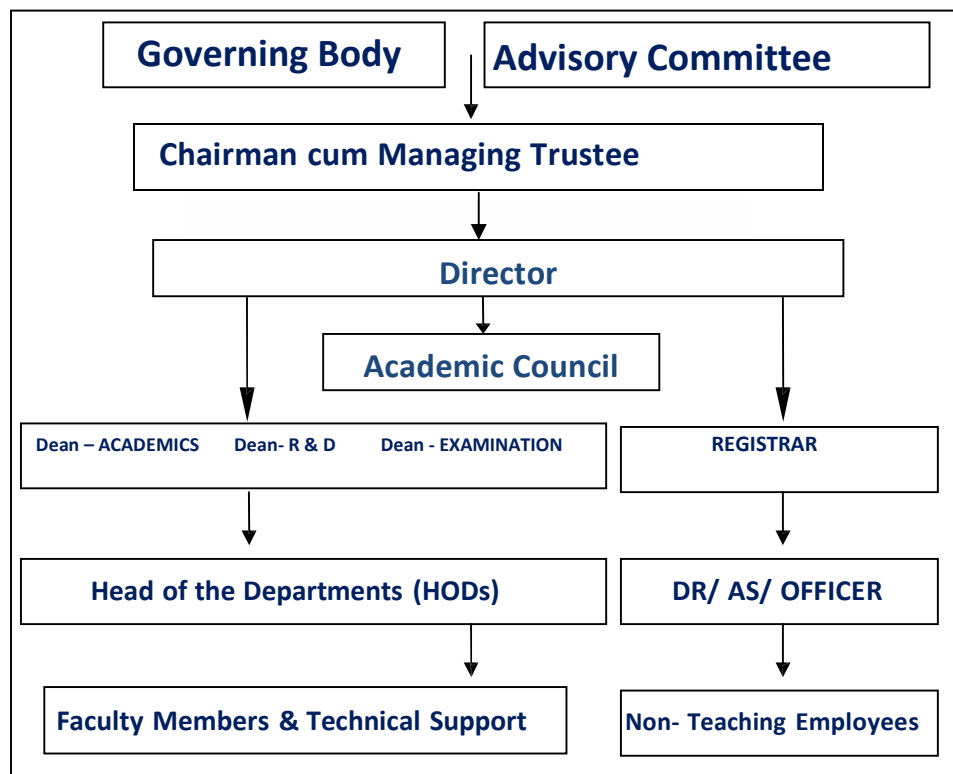 Governing Body
Advisory Committee
Chairman cum Managing Trustee
Director
Academic Council
Dean – ACADEMICS Dean- R & D Dean - EXAMINATION
REGISTRAR
Head of the Departments (HODs)
DR/ AS/ OFFICER
Faculty Members & Technical Support
Non- Teaching Employees